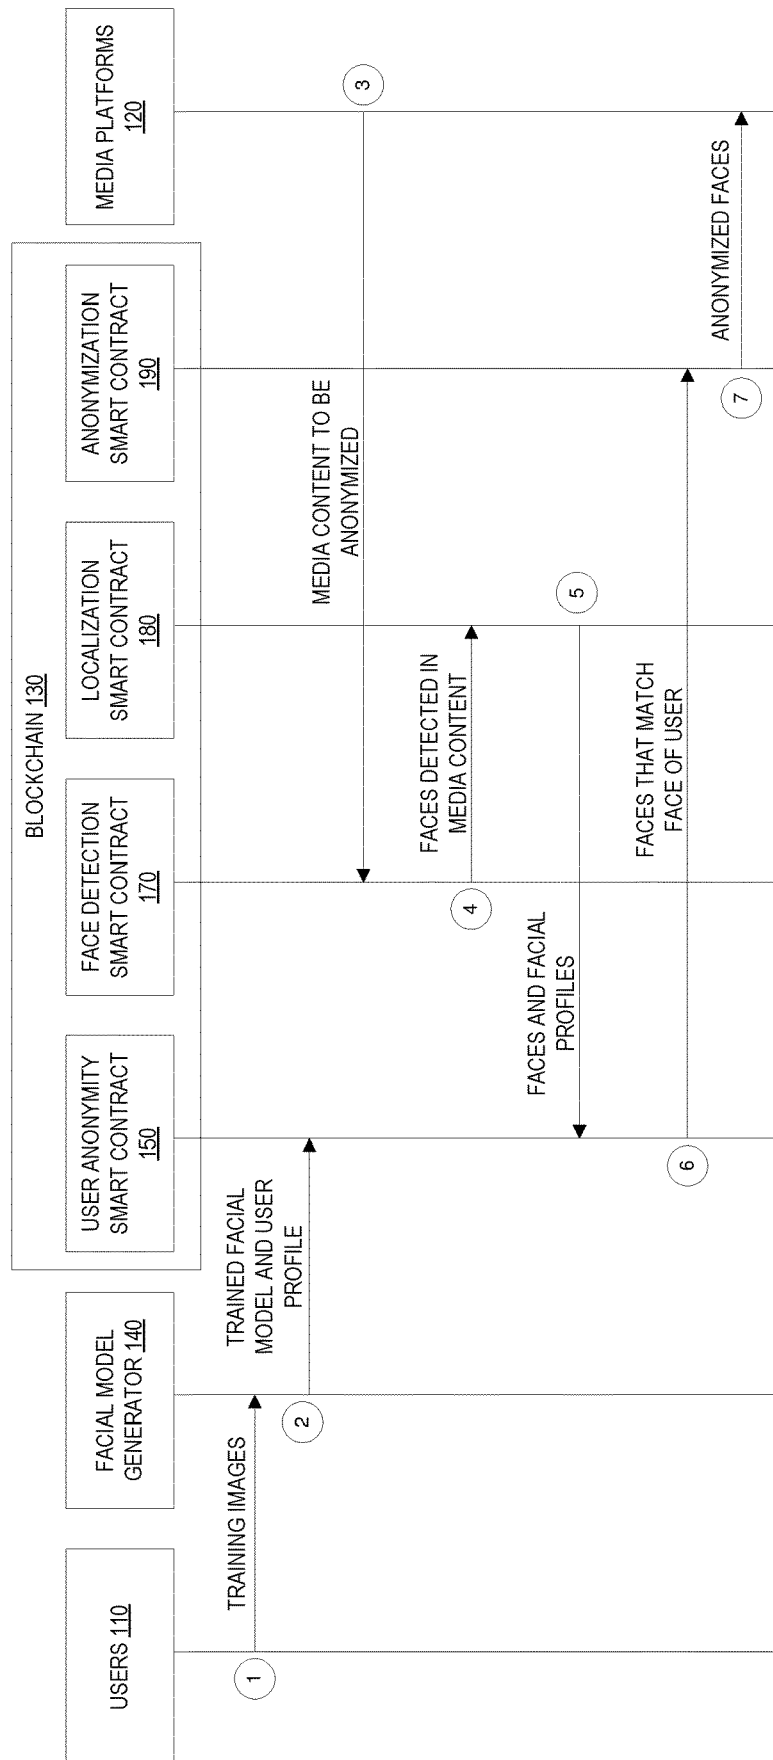 BLOCKCHAIN 130
USERS 110
FACIAL MODEL
GENERATOR 140
USER ANONYMITY
SMART CONTRACT
150
FACE DETECTION
SMART CONTRACT
170
LOCALIZATION
SMART CONTRACT
180
ANONYMIZATION
SMART CONTRACT
190
MEDIA PLATFORMS
120
1
TRAINING IMAGES
2
TRAINED FACIAL
MODEL AND USER
PROFILE
3
MEDIA CONTENT TO BE
ANONYMIZED
4
FACES DETECTED IN
MEDIA CONTENT
5
FACES AND FACIAL
PROFILES
6
FACES THAT MATCH
FACE OF USER
7
ANONYMIZED FACES